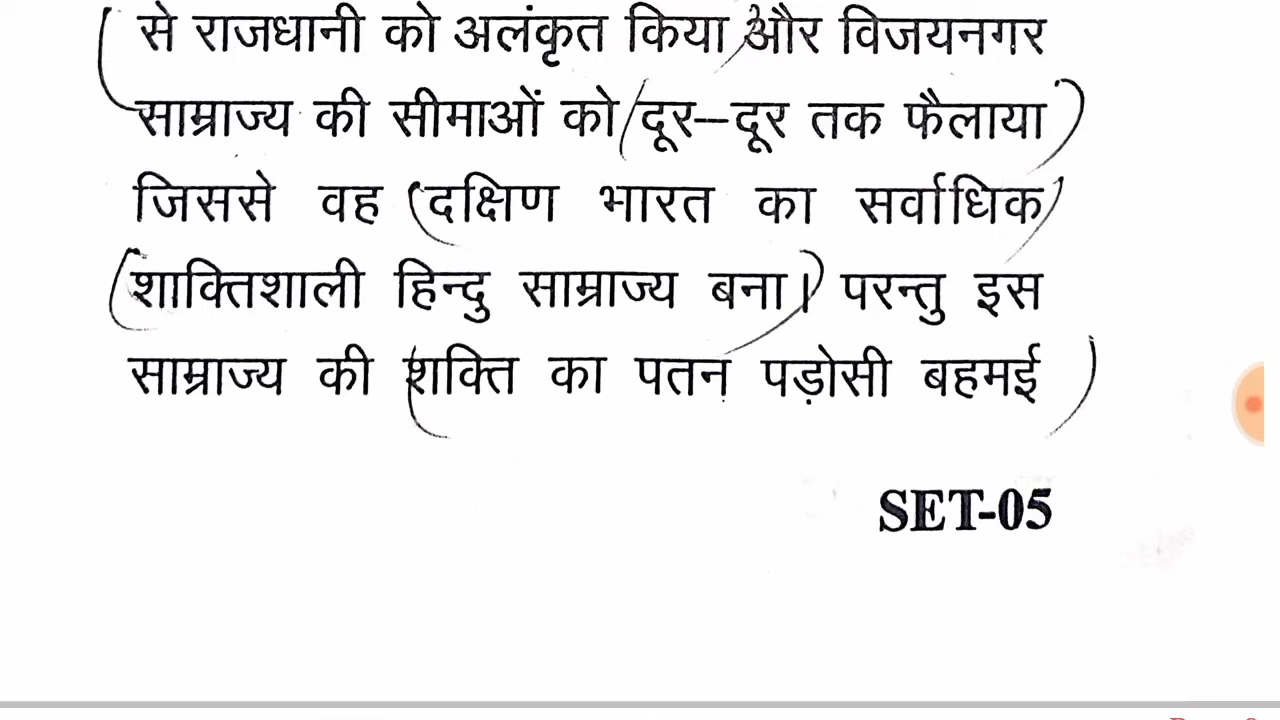 से राजधानी को अलंकृत किया और विजयनगर
साम्राज्य की सीमाओं को दूर–दूर तक फैलाया
जिससे वह दक्षिण भारत का सर्वाधिक
शाक्तिशाली हिन्दु साम्राज्य बना। परन्तु इस
साम्राज्य की शक्ति का पतन पड़ोसी बहमई
SET-05